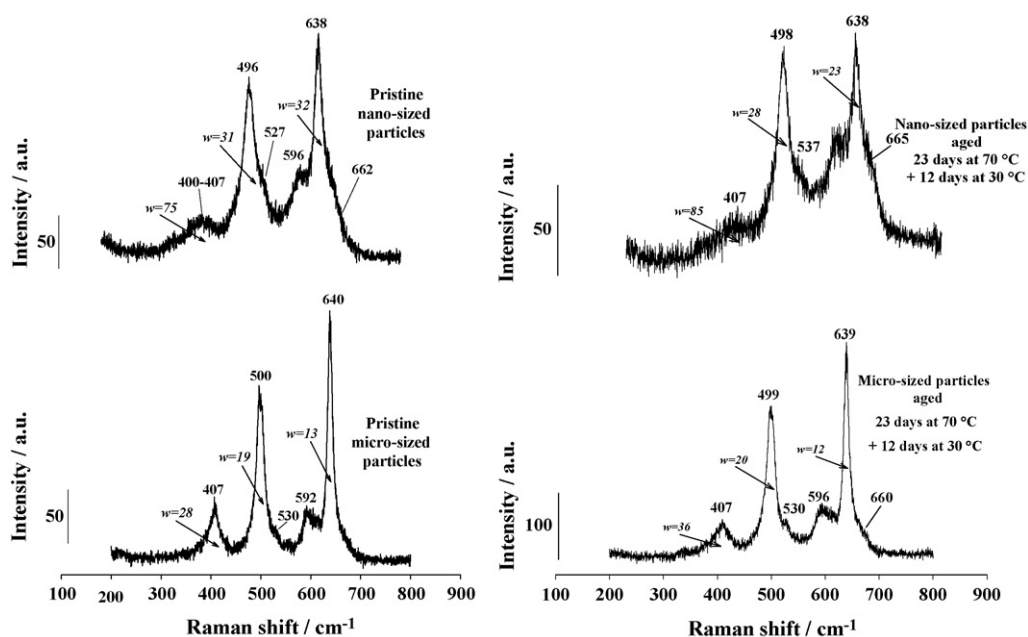 638
496
Pristine
nano-sized
particles
w=32
w=31
527
596
400-407
662
w=75
Intensity / a.u.
50
638
498
w=23
Nano-sized particles
aged
23 days at 70 °C
+ 12 days at 30 °C
w=28
537
665
407
w=85
Intensity / a.u.
50
640
500
Pristine
micro-sized
particles
w=13
w=19
407
592
530
w=28
Intensity / a.u.
50
100 200 300 400 500 600 700 800 900
Raman shift / cm-1
639
499
Micro-sized particles
aged
23 days at 70 °C
+ 12 days at 30 °C
w=12
w=20
407
530
596
660
w=36
Intensity / a.u.
100
100 200 300 400 500 600 700 800 900
Raman shift / cm-1